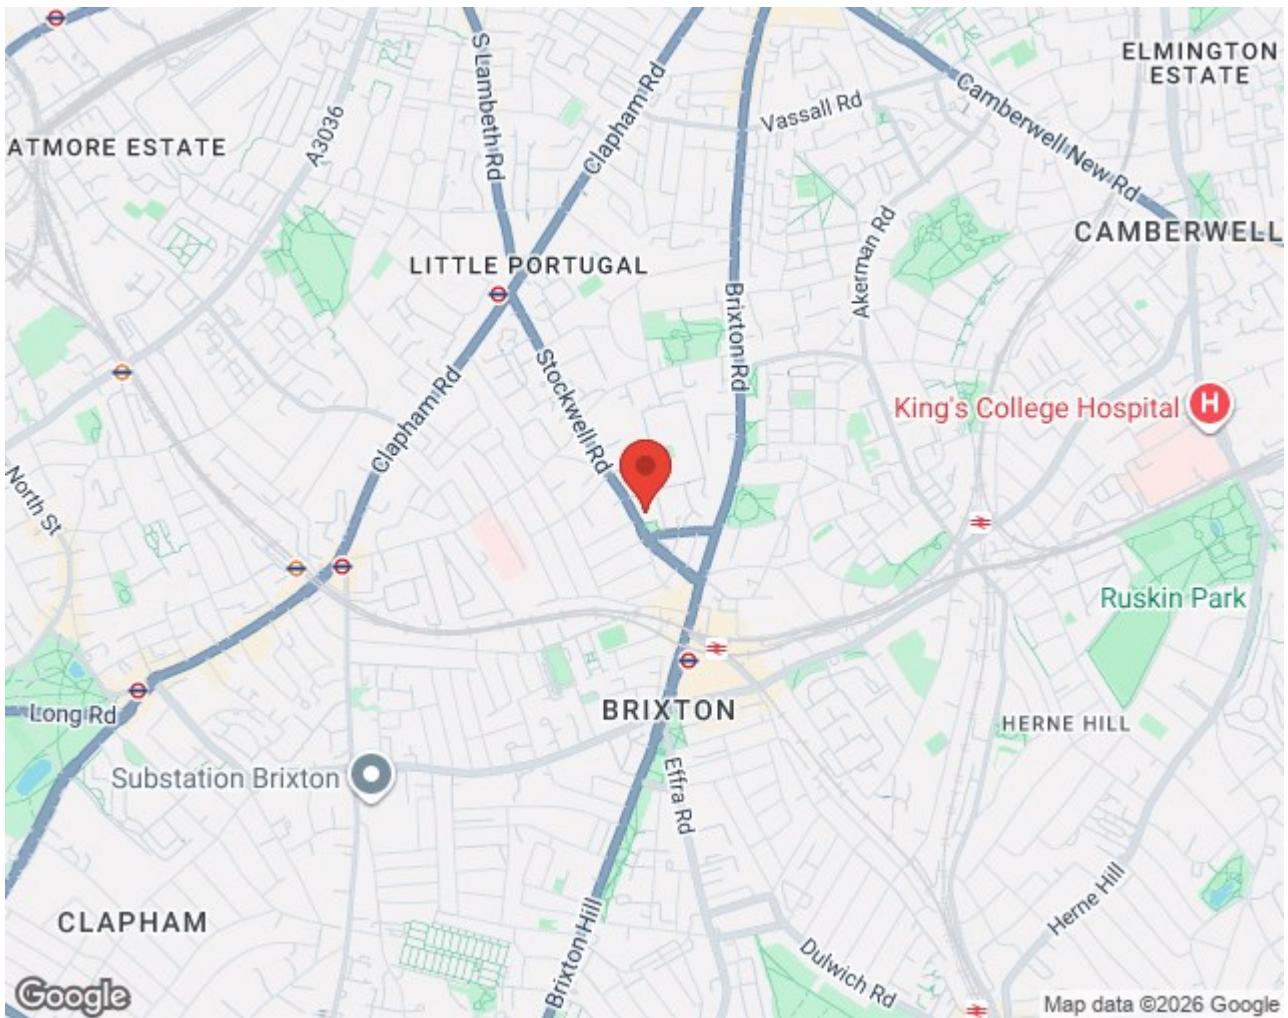 ELMINGTON
ESTATE
S Lambeth Rd
Clapham Rd
Vassall Rd
Camberwell New Rd
A3036
ATMORE ESTATE
Akerman Rd
CAMBERWELL
LITTLE PORTUGAL
Brixton Rd
Stockwell Rd
Clapham Rd
King's College Hospital
H
North St
Ruskin Park
Long Rd
BRIXTON
HERNE HILL
Substation Brixton
Effra Rd
Herne Hill
CLAPHAM
Brixton Hill
Dulwich Rd
Google
Map data ©2026 Google